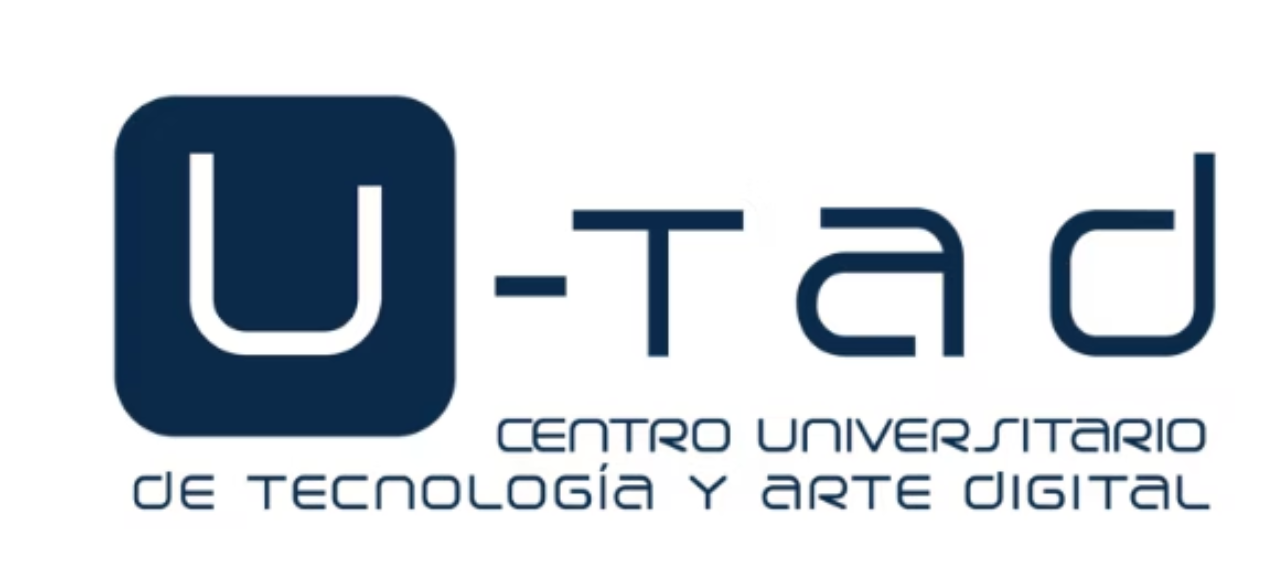 U-Tad
CENTRO UNIVERSITARIO
DE TECNOLOGÍA Y ARTE DIGITAL